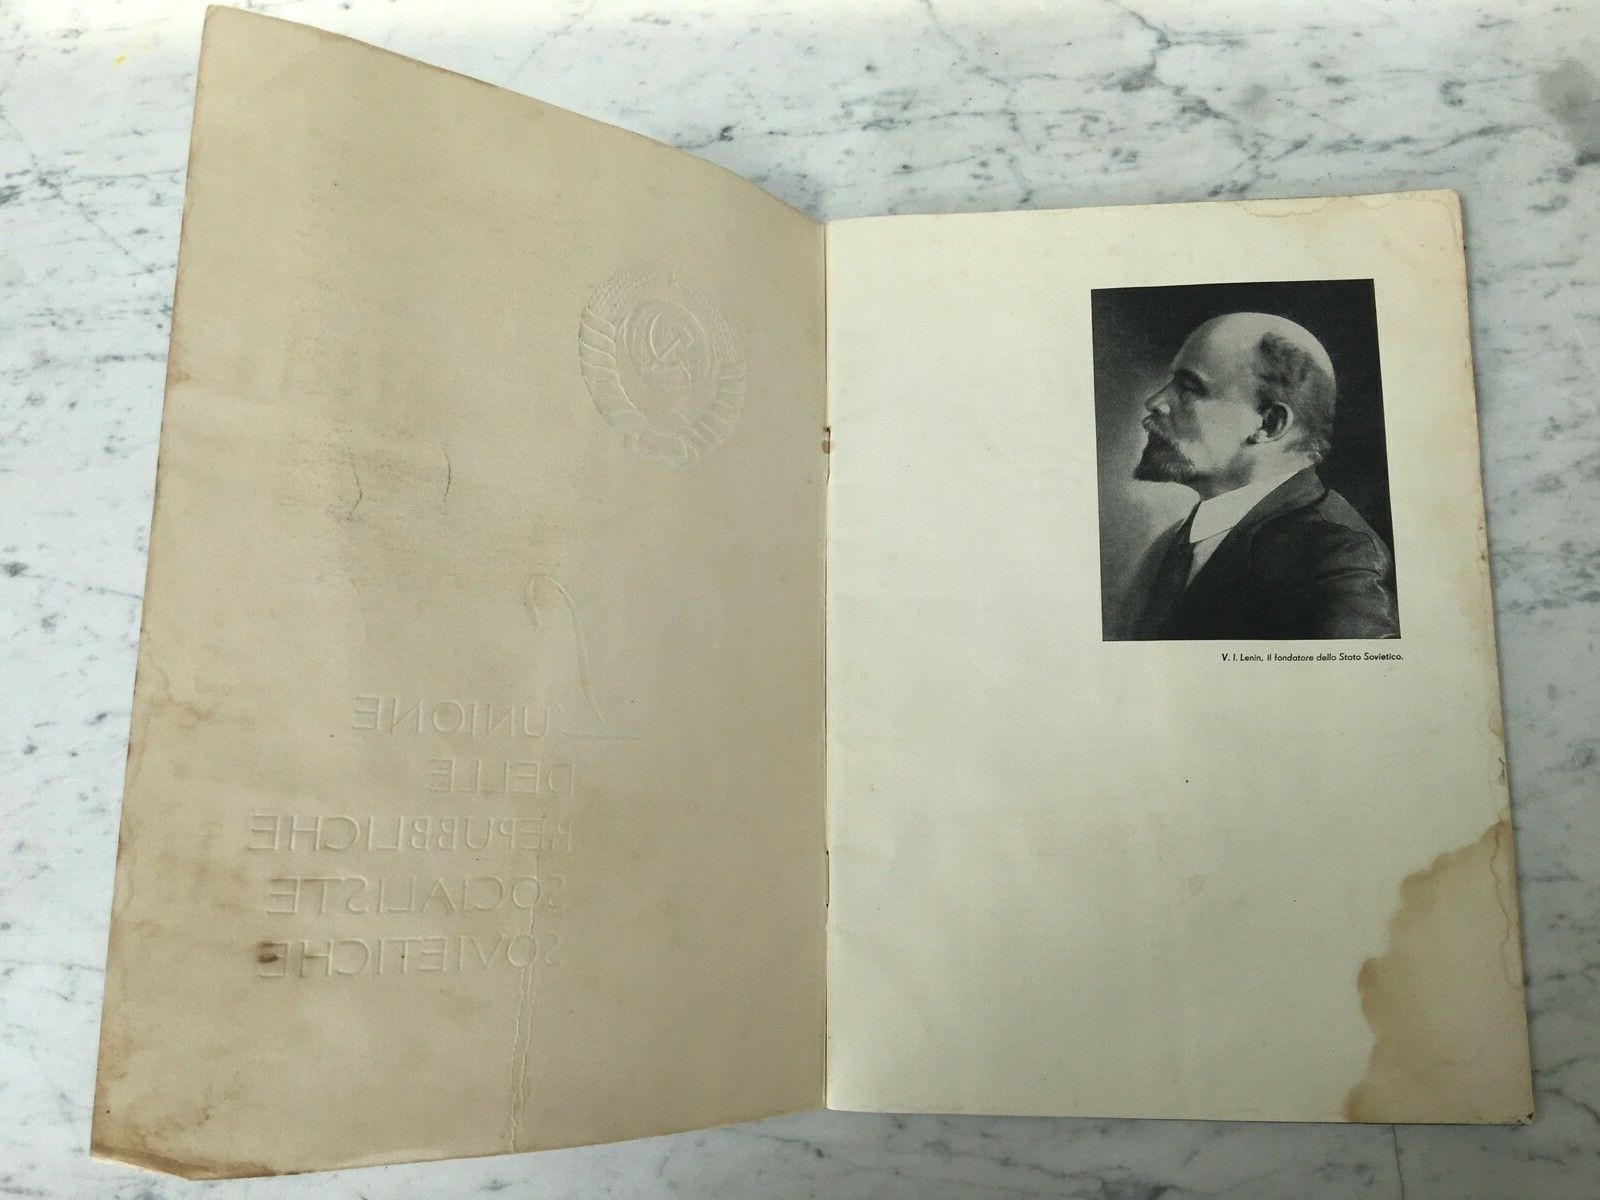 L'UNIONE
DELLE
REPUBBLICHE
SOCIALISTE
SOVIETICHE
V. I. Lenin, il fondatore dello Stato Sovietico.